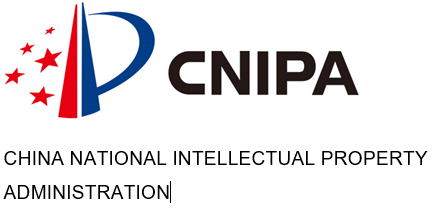 CNIPA
CHINA NATIONAL INTELLECTUAL PROPERTY
ADMINISTRATION